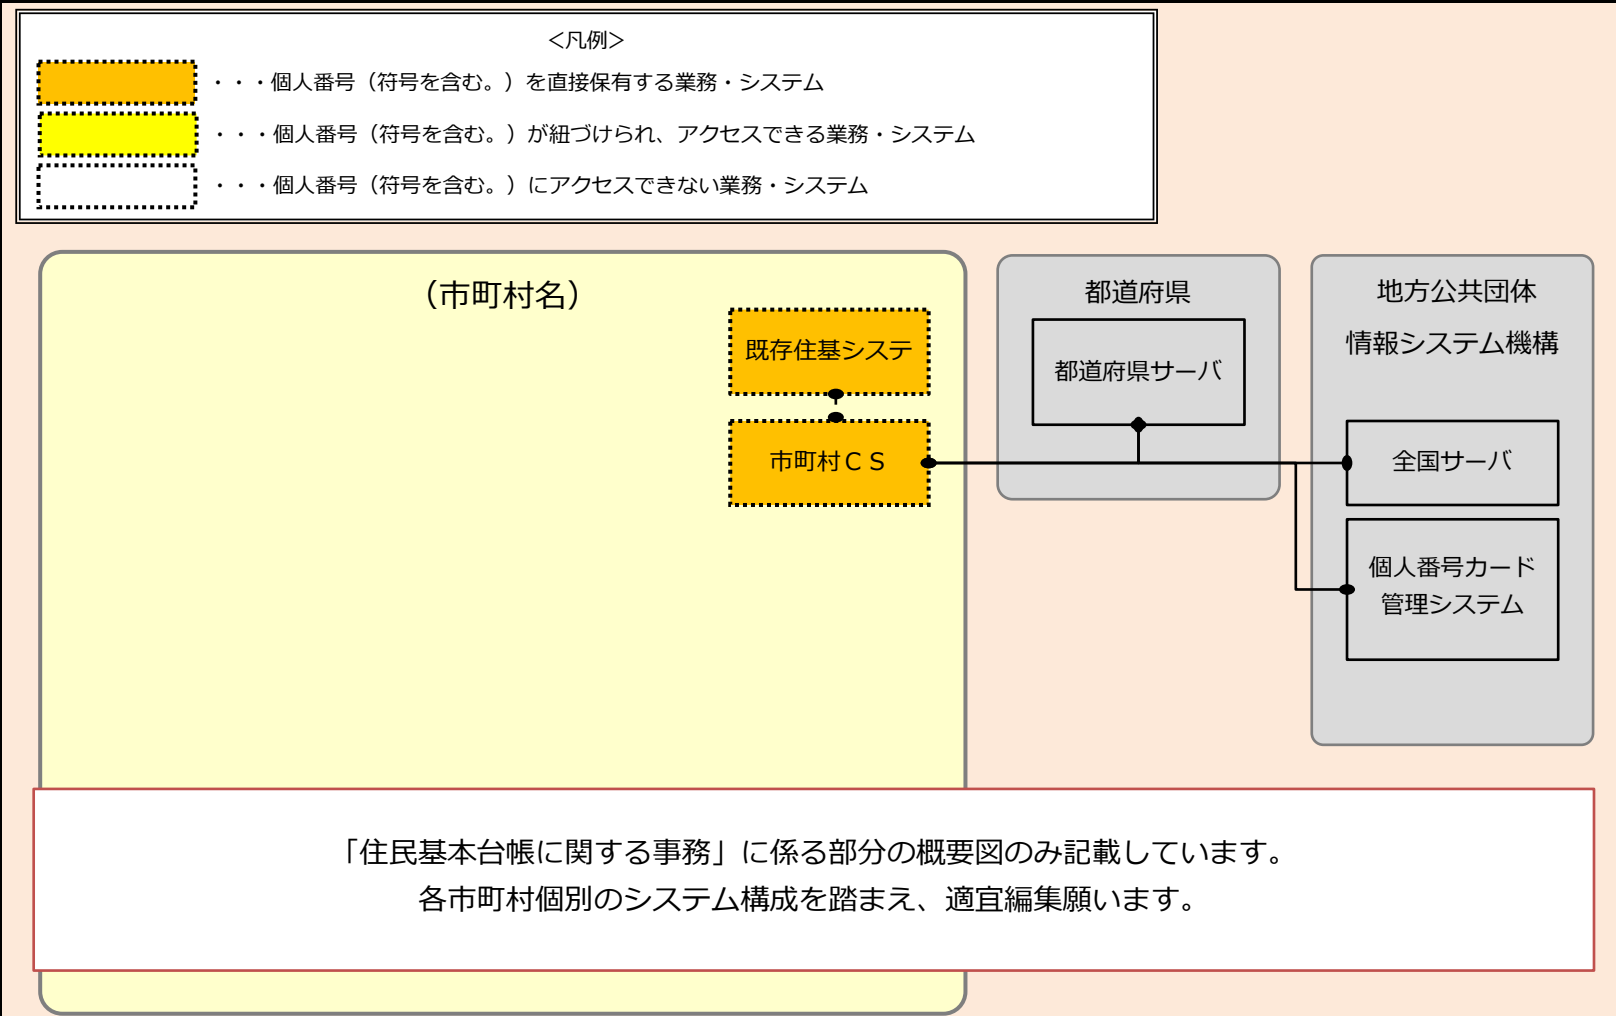 ＜凡例＞
・・・個人番号（符号を含む。）を直接保有する業務・システム
・・・個人番号（符号を含む。）が紐づけられ、アクセスできる業務・システム
・・・個人番号（符号を含む。）にアクセスできない業務・システム
（市町村名）
既存住基システ
市町村ＣＳ
都道府県
都道府県サーバ
地方公共団体
情報システム機構
全国サーバ
個人番号カード
管理システム
「住民基本台帳に関する事務」に係る部分の概要図のみ記載しています。
各市町村個別のシステム構成を踏まえ、適宜編集願います。